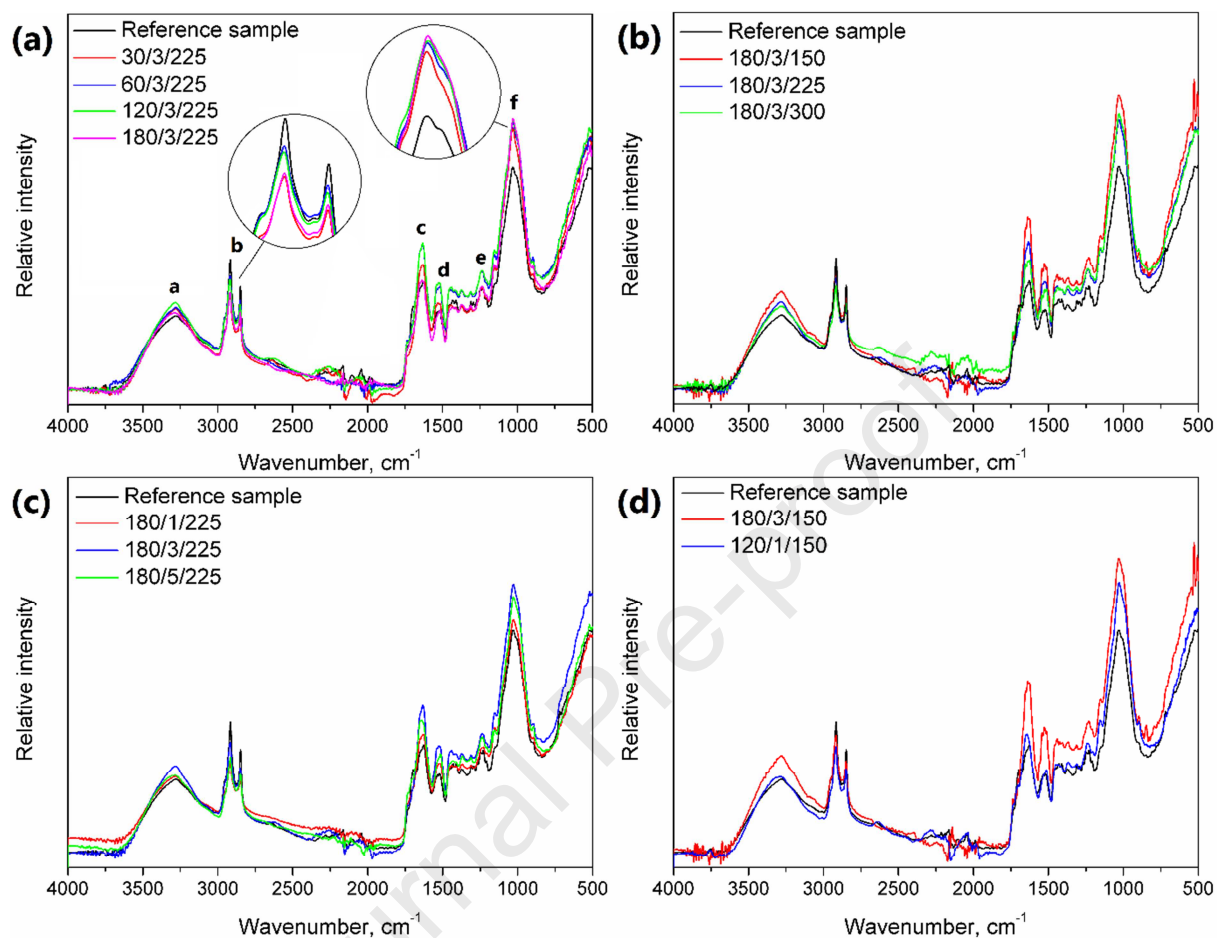 (a)
Reference sample
30/3/225
60/3/225
120/3/225
180/3/225
a
b
c
d
e
f
Relative intensity
4000 3500 3000 2500 2000 1500 1000 500
Wavenumber, cm-1
(b)
Reference sample
180/3/150
180/3/225
180/3/300
Relative intensity
4000 3500 3000 2500 2000 1500 1000 500
Wavenumber, cm-1
(c)
Reference sample
180/1/225
180/3/225
180/5/225
Relative intensity
4000 3500 3000 2500 2000 1500 1000 500
Wavenumber, cm-1
(d)
Reference sample
180/3/150
120/1/150
Relative intensity
4000 3500 3000 2500 2000 1500 1000 500
Wavenumber, cm-1
rnal Pre-proof